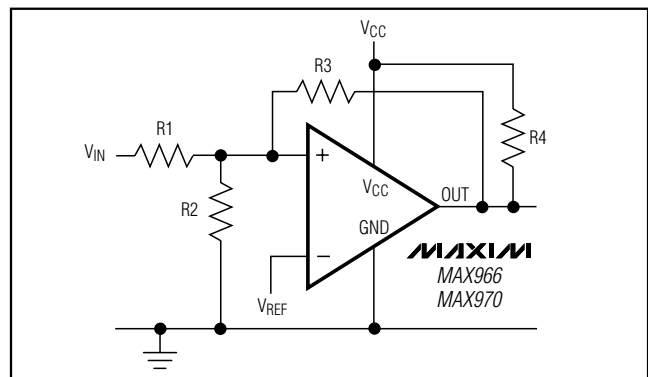 VCC
R3
R1
VIN
R4
+
VCC
R2
OUT
GND
MAXIM
−
MAX966
MAX970
VREF